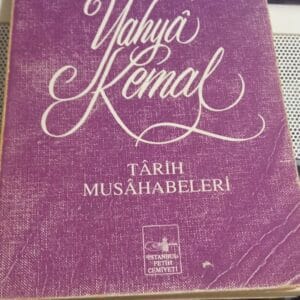 Yahyâ
Kemal
TÂRİH
MUSÂHABELERİ
İSTANBUL
FETİH
CEMİYETİ